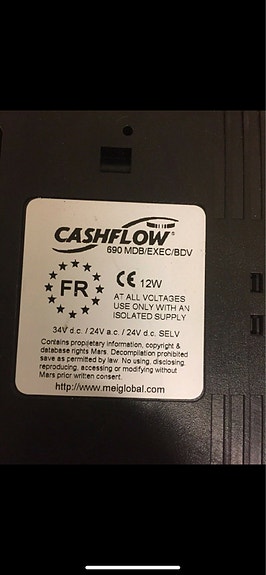 CASHFLOW®
690 MDB/EXEC/BDV
FR
CE 12W
AT ALL VOLTAGES
USE ONLY WITH AN
ISOLATED SUPPLY
34V d.c. / 24V a.c. / 24V d.c. SELV
Contains proprietary information, copyright &
database rights Mars. Decompilation prohibited
save as permitted by law. No using, disclosing,
reproducing, accessing or modifying without
Mars prior written consent.
http://www.meiglobal.com